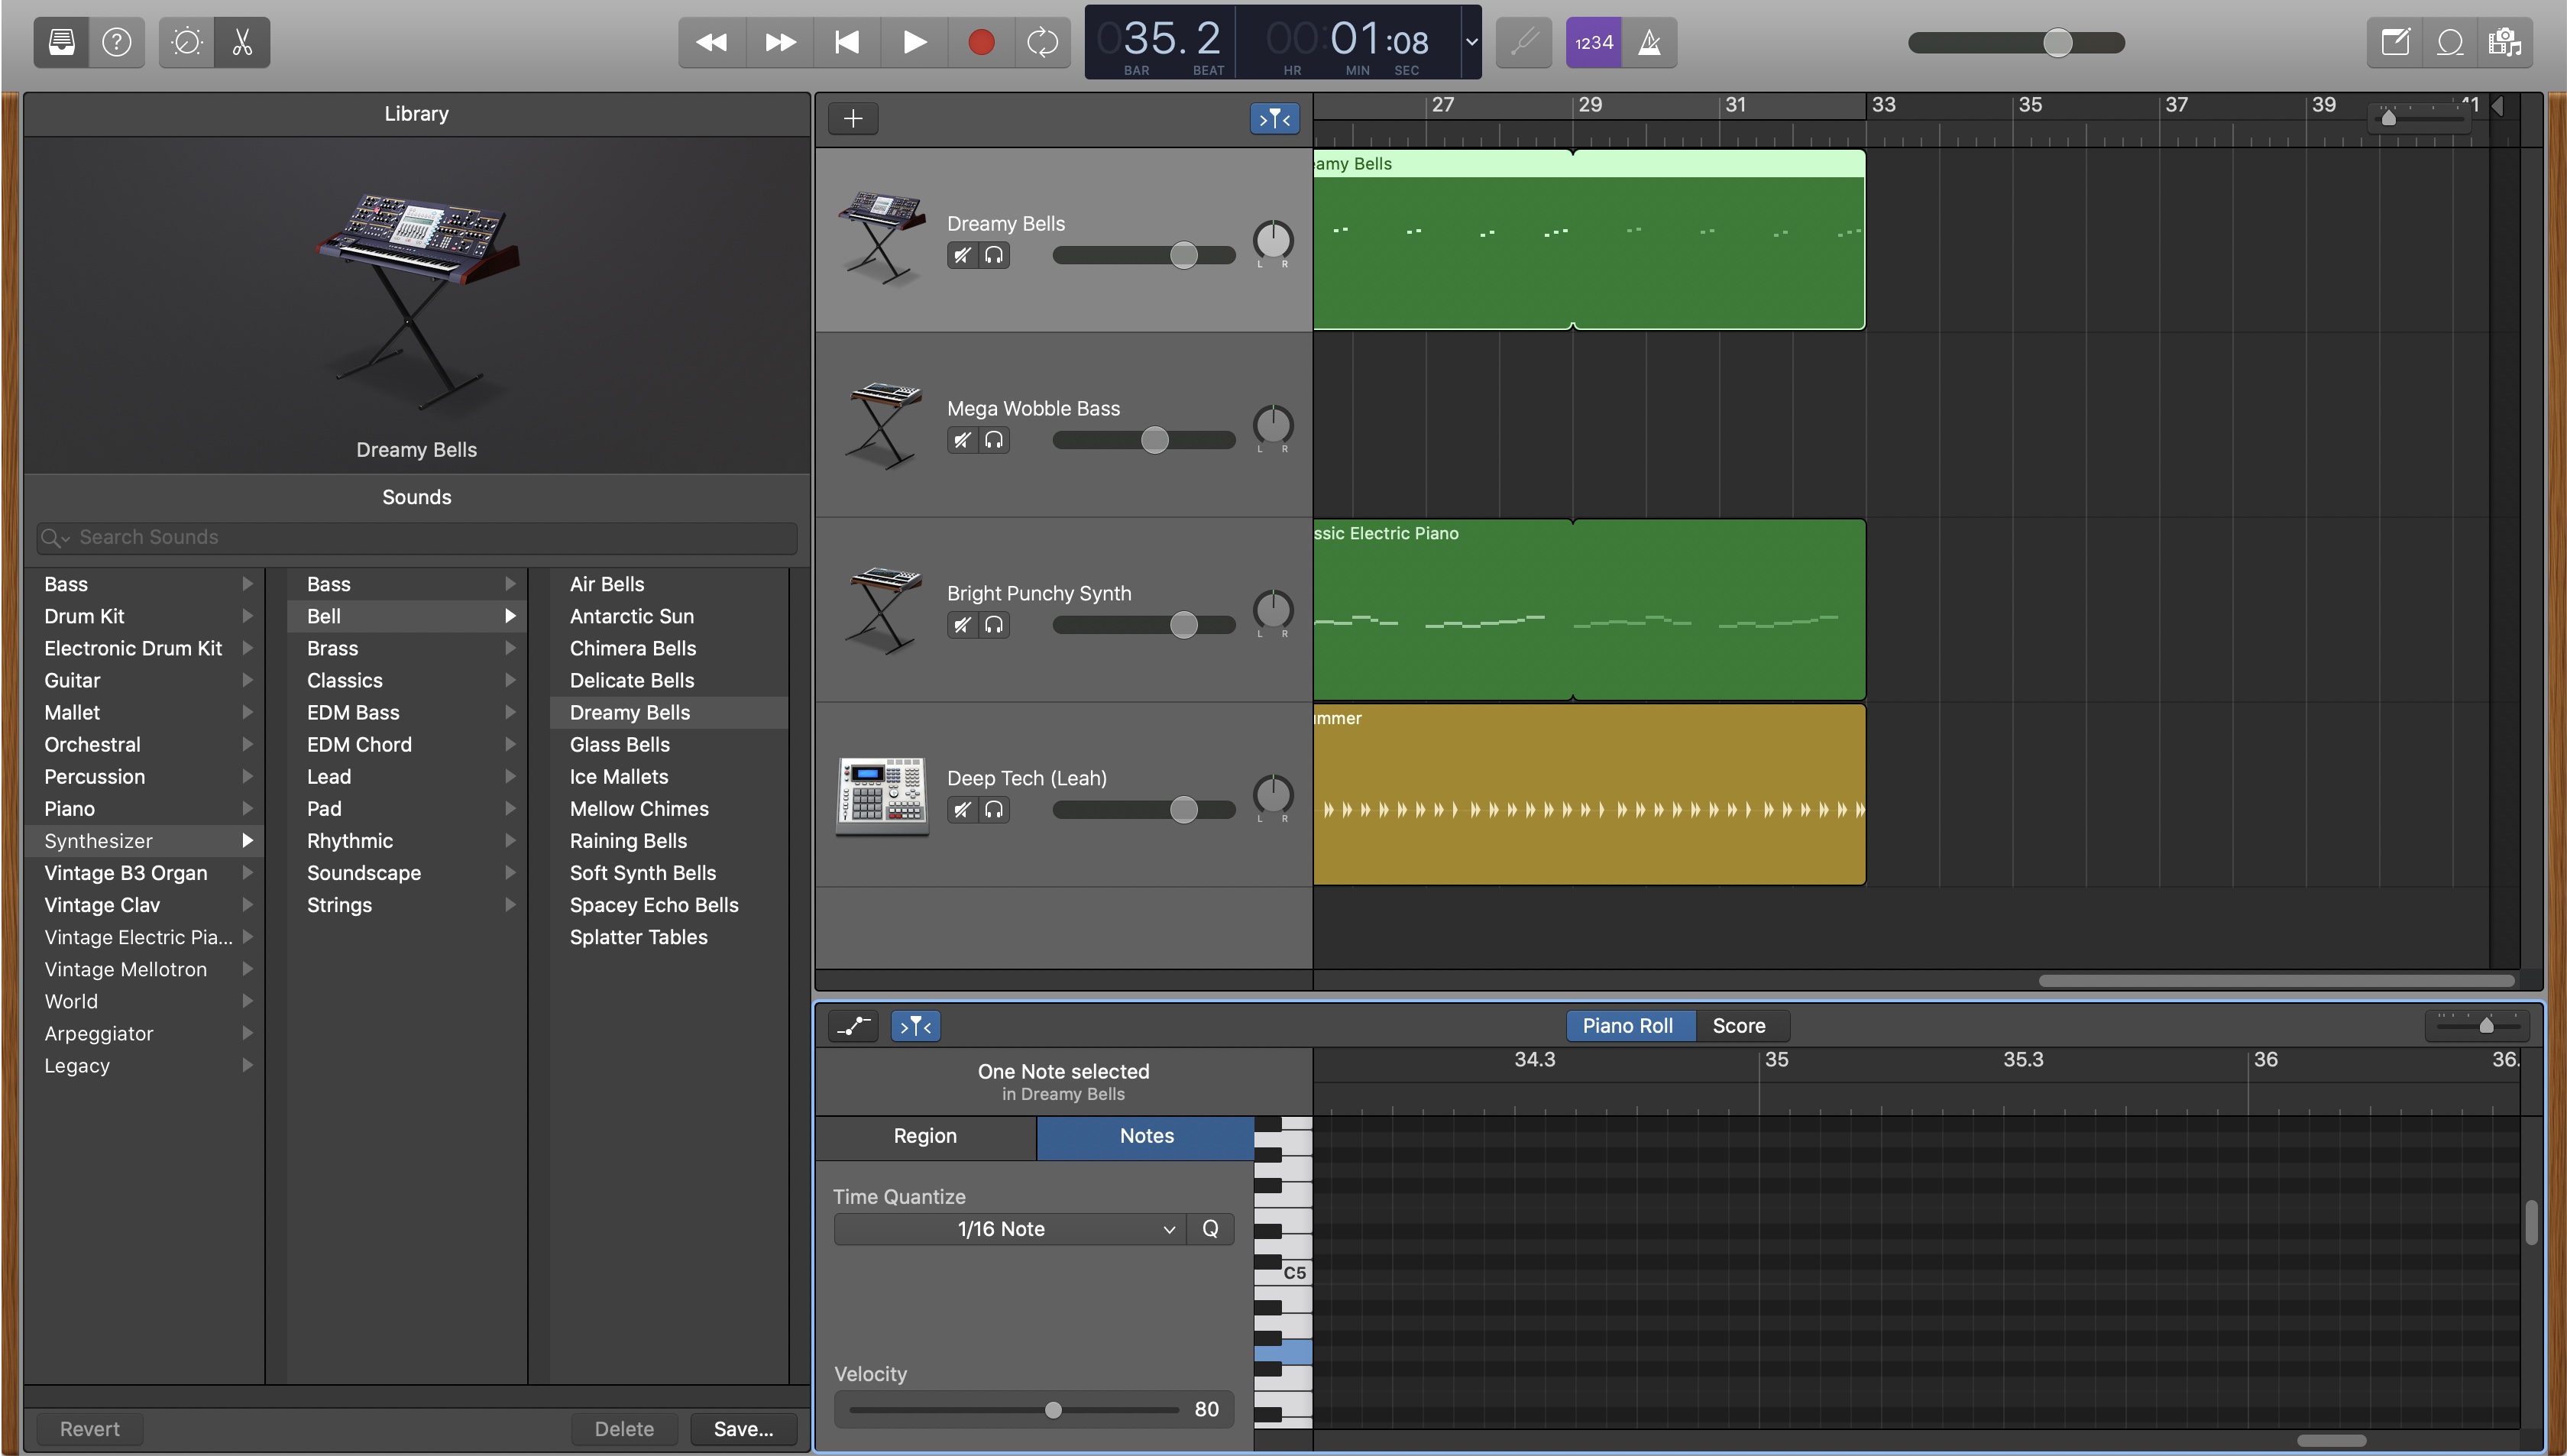 035. 2
BAR BEAT
00:01:08
HR MIN SEC
1234
Library
Dreamy Bells
Sounds
Search Sounds
Bass
Drum Kit
Electronic Drum Kit
Guitar
Mallet
Orchestral
Percussion
Piano
Synthesizer
Vintage B3 Organ
Vintage Clav
Vintage Electric Pia...
Vintage Mellotron
World
Arpeggiator
Legacy
Bass
Bell
Brass
Classics
EDM Bass
EDM Chord
Lead
Pad
Rhythmic
Soundscape
Strings
Air Bells
Antarctic Sun
Chimera Bells
Delicate Bells
Dreamy Bells
Glass Bells
Ice Mallets
Mellow Chimes
Raining Bells
Soft Synth Bells
Spacey Echo Bells
Splatter Tables
Revert
Delete
Save...
27 29 31 33 35 37 39 41
Dreamy Bells
L R
eamy Bells
Mega Wobble Bass
L R
Bright Punchy Synth
L R
ssic Electric Piano
Deep Tech (Leah)
L R
ummer
Piano Roll
Score
One Note selected
in Dreamy Bells
34.3 35 35.3 36 36.
Region
Notes
Time Quantize
1/16 Note
Q
C5
Velocity
80